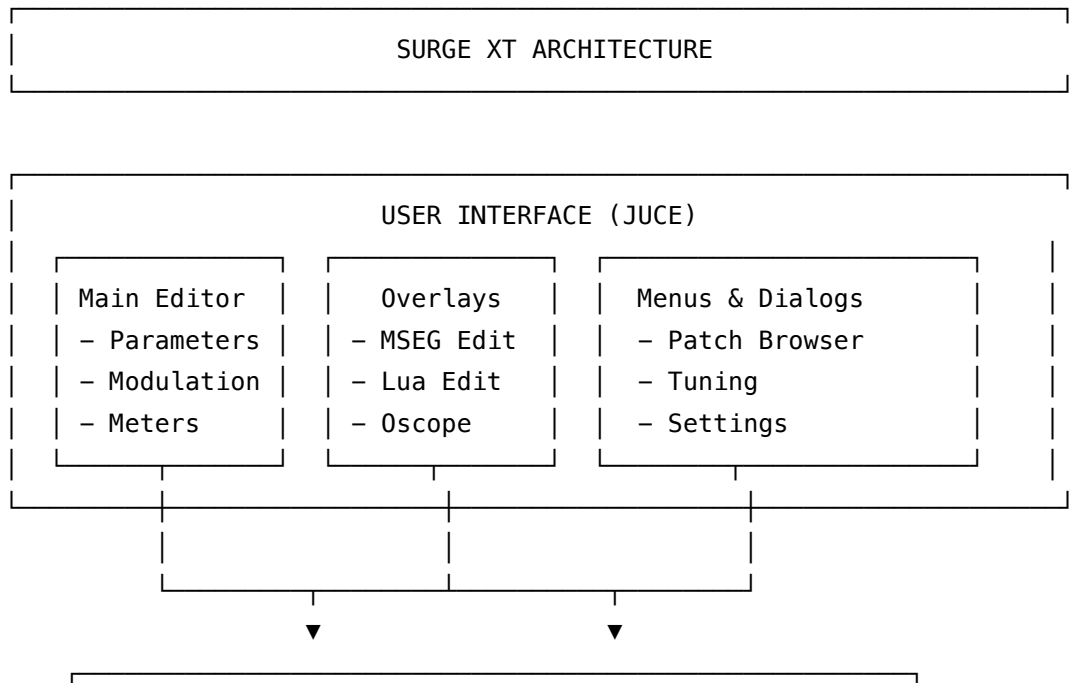 SURGE XT ARCHITECTURE
USER INTERFACE (JUCE)
Main Editor Overlays Menus & Dialogs
- Parameters - MSEG Edit - Patch Browser
- Modulation - Lua Edit - Tuning
- Meters - Oscope - Settings